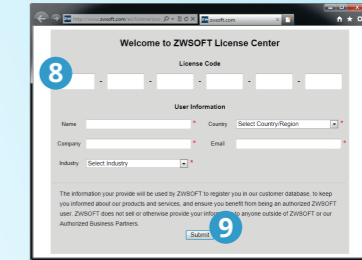 zwsoft.com
Welcome to ZWSOFT License Center
License Code
8
- - - - -
User Information
Name * Country Select Country/Region *
Company * Email *
Industry Select Industry *
The information your provide will be used by ZWSOFT to register you in our customer database, to keep
you informed about our products and services, and ensure you benefit from being an authorized ZWSOFT
user. ZWSOFT does not sell or otherwise provide your information to anyone outside of ZWSOFT or our
Authorized Business Partners.
Submit
9